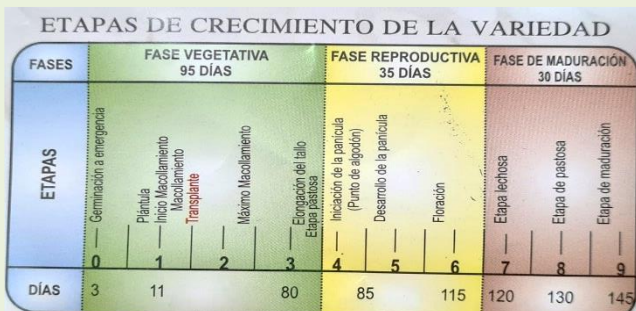 ETAPAS DE CRECIMIENTO DE LA VARIEDAD
FASES
FASE VEGETATIVA
95 DÍAS
FASE REPRODUCTIVA
35 DÍAS
FASE DE MADURACIÓN
30 DÍAS
ETAPAS
Germinación a emergencia
Plántula
Inicio Macollamiento
Macollamiento
Transplante
Máximo Macollamiento
Elongación del tallo
Etapa pastosa
Iniciación de la panícula
(Punto de algodón)
Desarrollo de la panícula
Floración
Etapa lechosa
Etapa de pastosa
Etapa de maduración
0 1 2 3 4 5 6 7 8 9
DÍAS 3 11 80 85 115 120 130 145